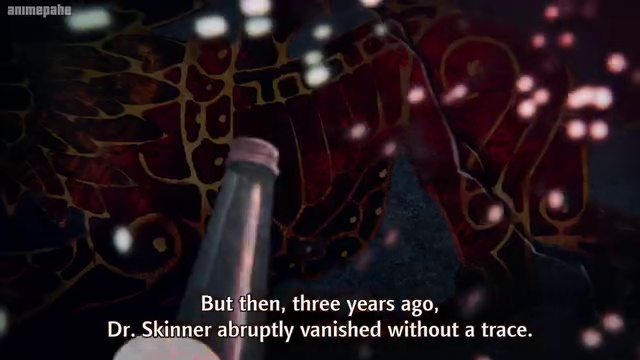 animepahe
But then, three years ago,
Dr. Skinner abruptly vanished without a trace.